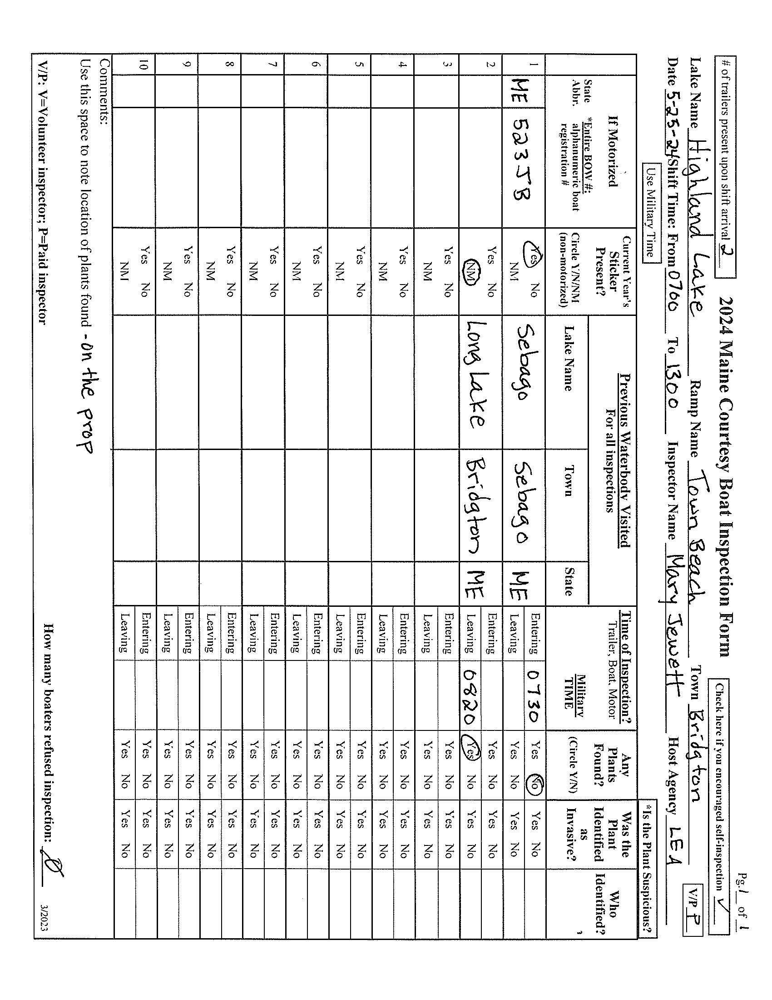 Pg. 1 of 1
# of trailers present upon shift arrival 2
2024 Maine Courtesy Boat Inspection Form
Check here if you encouraged self-inspection ✓
Lake Name Highland Lake Ramp Name Town Beach Town Bridgton V/P P
Date 5-25-24 Shift Time: From 0700 To 1300 Inspector Name Mary Jewett Host Agency LEA
Use Military Time
*Is the Plant Suspicious?
If Motorized
State Abbr.
*Entire BOW #: alphanumeric boat registration #
Current Year's Sticker Present?
Circle Y/N/NM (non-motorized)
Previous Waterbody Visited
For all inspections
Lake Name Town State
Time of Inspection?
Trailer, Boat, Motor
Military TIME
Any Plants Found?
(Circle Y/N)
Was the Plant Identified as Invasive?
Who Identified?
1 ME 523JB Yes No NM Sebago Sebago ME Entering 0730 Yes No Yes No
Leaving Yes No Yes No
2 Yes No NM Long Lake Bridgton ME Entering Yes No Yes No
Leaving 0820 Yes No Yes No
3 Yes No NM Entering Yes No Yes No
Leaving Yes No Yes No
4 Yes No NM Entering Yes No Yes No
Leaving Yes No Yes No
5 Yes No NM Entering Yes No Yes No
Leaving Yes No Yes No
6 Yes No NM Entering Yes No Yes No
Leaving Yes No Yes No
7 Yes No NM Entering Yes No Yes No
Leaving Yes No Yes No
8 Yes No NM Entering Yes No Yes No
Leaving Yes No Yes No
9 Yes No NM Entering Yes No Yes No
Leaving Yes No Yes No
10 Yes No NM Entering Yes No Yes No
Leaving Yes No Yes No
Comments:
Use this space to note location of plants found - on the prop
How many boaters refused inspection: 0
V/P: V=Volunteer inspector; P=Paid inspector
3/2023